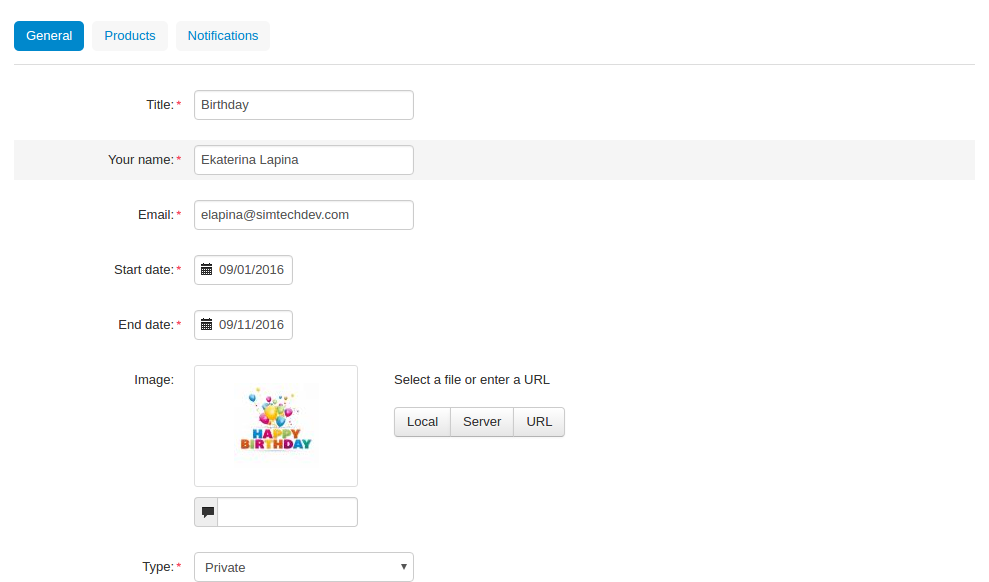 General Products Notifications
Title:* Birthday
Your name:* Ekaterina Lapina
Email:* elapina@simtechdev.com
Start date:* 09/01/2016
End date:* 09/11/2016
Image: Select a file or enter a URL
HAPPY
BIRTHDAY
Local Server URL
Type:* Private